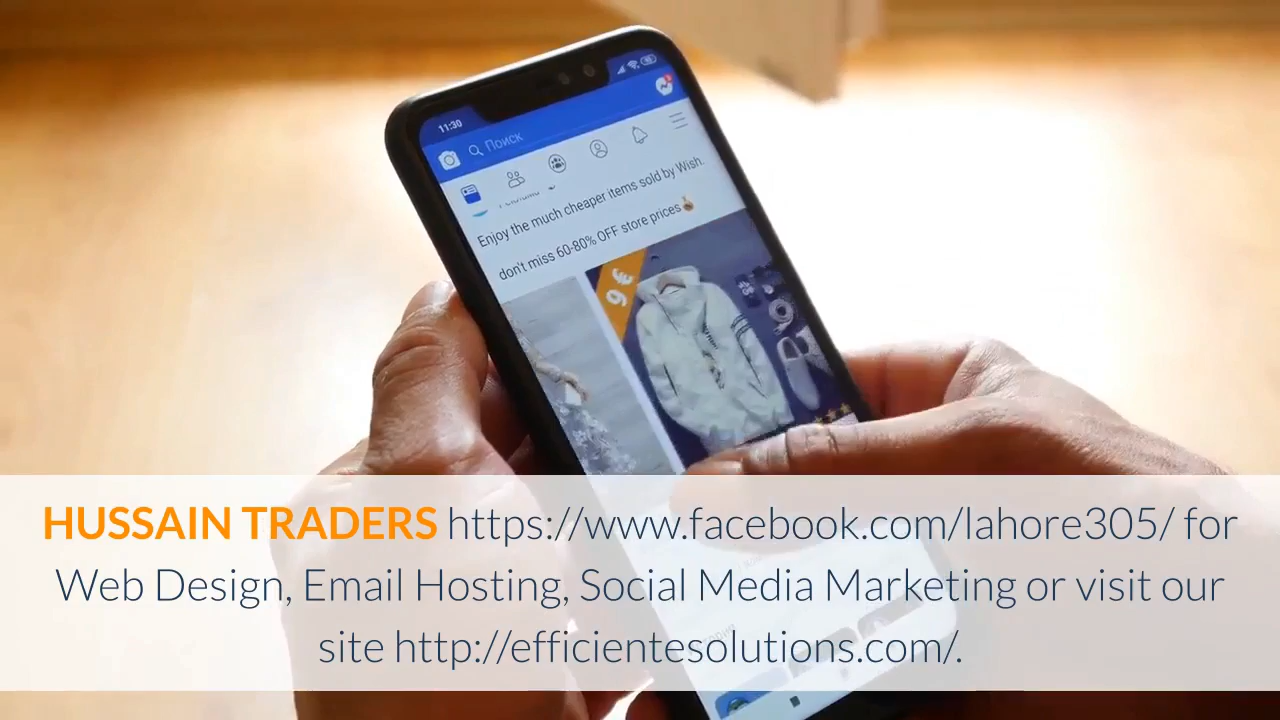 11:30
Поиск
Enjoy the much cheaper items sold by Wish.
don't miss 60-80% OFF store prices
9 €
HUSSAIN TRADERS https://www.facebook.com/lahore305/ for
Web Design, Email Hosting, Social Media Marketing or visit our
site http://efficientesolutions.com/.